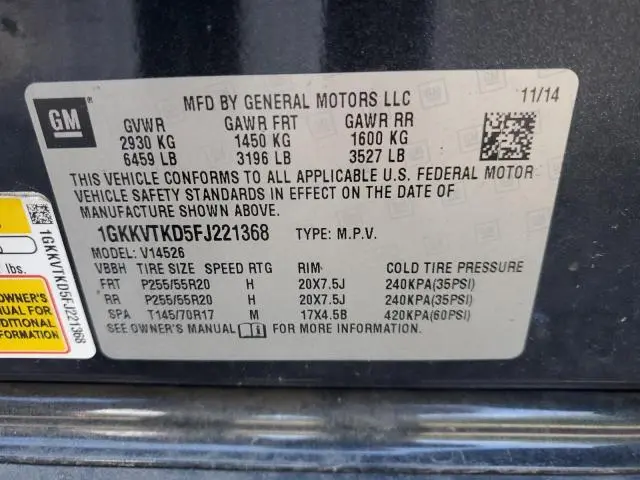 GM
MFD BY GENERAL MOTORS LLC
11/14
GVWR GAWR FRT GAWR RR
2930 KG 1450 KG 1600 KG
6459 LB 3196 LB 3527 LB
THIS VEHICLE CONFORMS TO ALL APPLICABLE U.S. FEDERAL MOTOR
VEHICLE SAFETY STANDARDS IN EFFECT ON THE DATE OF
MANUFACTURE SHOWN ABOVE.
1GKKVTKD5FJ221368 TYPE: M.P.V.
MODEL: V14526
VBBH TIRE SIZE SPEED RTG RIM COLD TIRE PRESSURE
FRT P255/55R20 H 20X7.5J 240KPA(35PSI)
RR P255/55R20 H 20X7.5J 240KPA(35PSI)
SPA T145/70R17 M 17X4.5B 420KPA(60PSI)
SEE OWNER'S MANUAL i FOR MORE INFORMATION.
1GKKVTKD5FJ221368
lbs.
OWNER'S
MANUAL FOR
ADDITIONAL
INFORMATION